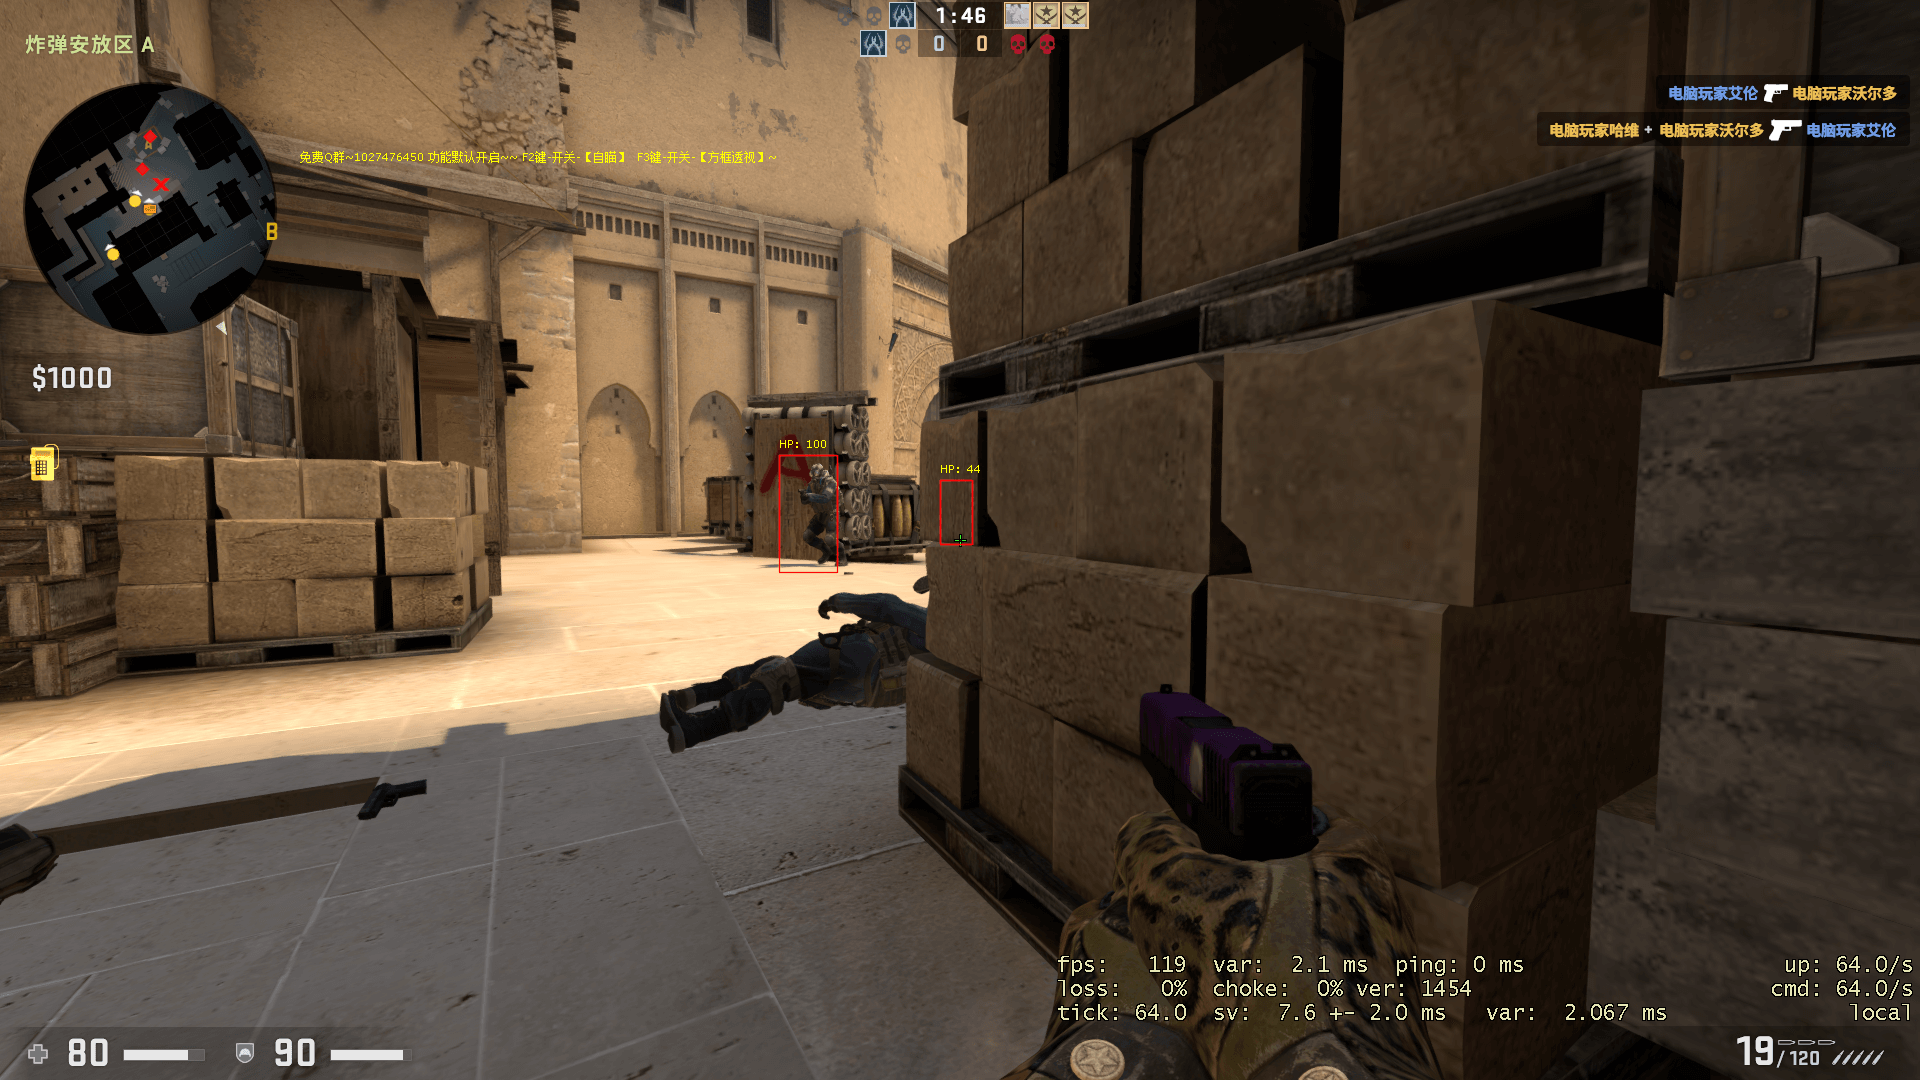 1:46
炸弹安放区 A
0 0
电脑玩家艾伦 电脑玩家沃尔多
电脑玩家哈维 + 电脑玩家沃尔多 电脑玩家艾伦
免费Q群~1027476450 功能默认开启~~ F2键-开关-【自瞄】 F3键-开关-【方框透视】~
A
B
$1000
HP: 100
HP: 44
A
fps: 119 var: 2.1 ms ping: 0 ms up: 64.0/s
loss: 0% choke: 0% ver: 1454 cmd: 64.0/s
tick: 64.0 sv: 7.6 +- 2.0 ms var: 2.067 ms local
80 90 19/120